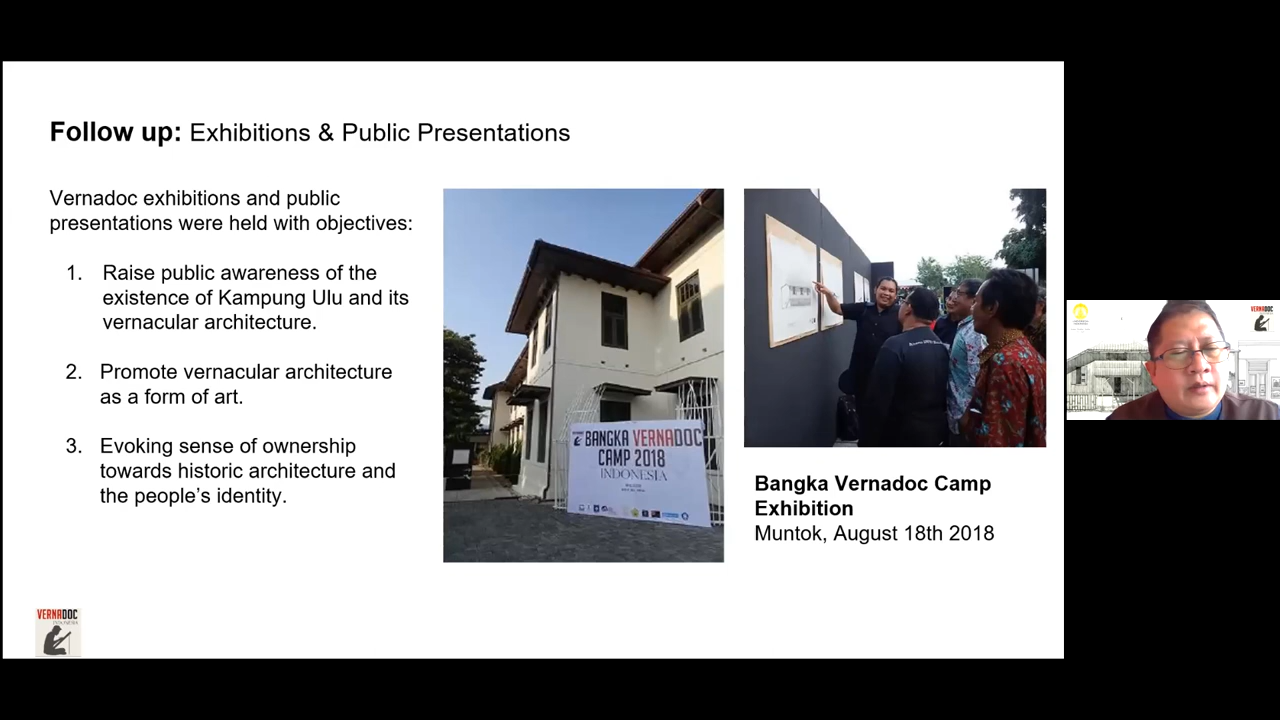 Follow up: Exhibitions & Public Presentations
Vernadoc exhibitions and public
presentations were held with objectives:
1. Raise public awareness of the
existence of Kampung Ulu and its
vernacular architecture.
2. Promote vernacular architecture
as a form of art.
3. Evoking sense of ownership
towards historic architecture and
the people's identity.
BANGKA VERNADOC
CAMP 2018
INDONESIA
Bangka Vernadoc Camp
Exhibition
Muntok, August 18th 2018
VERNADOC
INDONESIA
VERNADOC